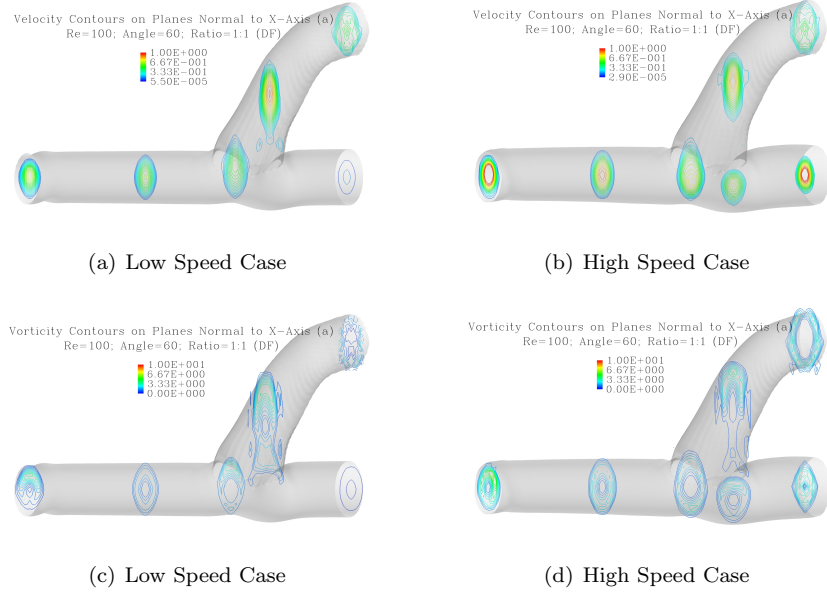 Velocity Contours on Planes Normal to X-Axis (a)
Re=100; Angle=60; Ratio=1:1 (DF)
1.00E+000
6.67E-001
3.33E-001
5.50E-005
(a) Low Speed Case
Velocity Contours on Planes Normal to X-Axis (a)
Re=100; Angle=60; Ratio=1:1 (DF)
1.00E+000
6.67E-001
3.33E-001
2.90E-005
(b) High Speed Case
Vorticity Contours on Planes Normal to X-Axis (a)
Re=100; Angle=60; Ratio=1:1 (DF)
1.00E+001
6.67E+000
3.33E+000
0.00E+000
(c) Low Speed Case
Vorticity Contours on Planes Normal to X-Axis (a)
Re=100; Angle=60; Ratio=1:1 (DF)
1.00E+001
6.67E+000
3.33E+000
0.00E+000
(d) High Speed Case